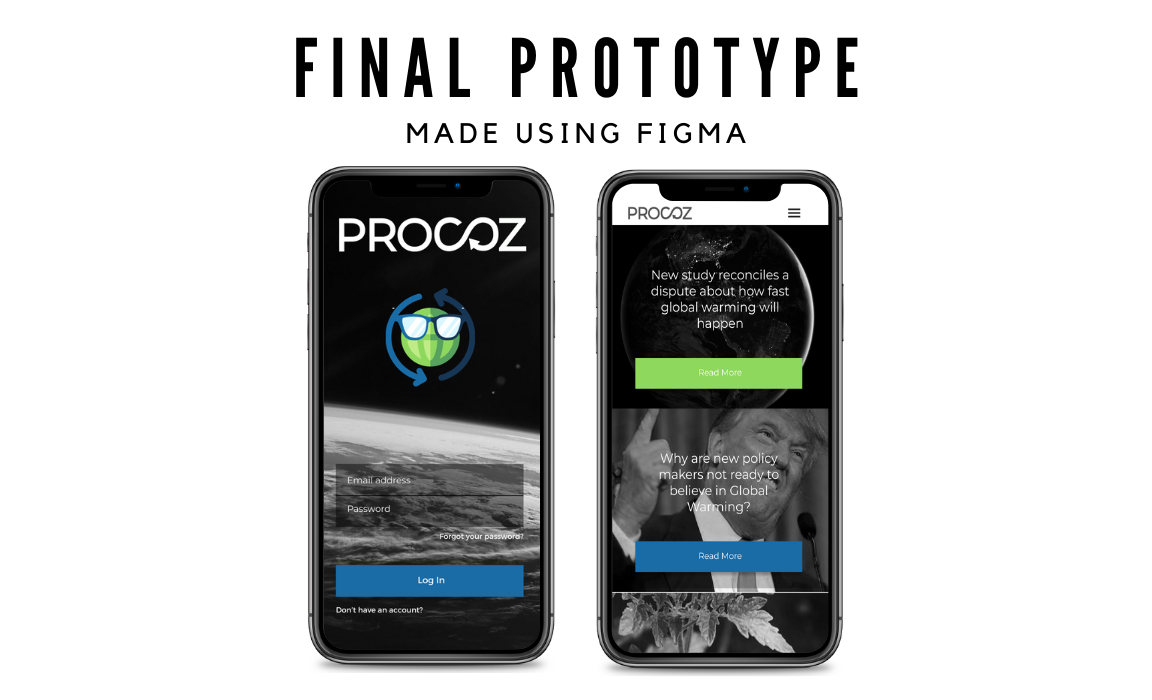 FINAL PROTOTYPE
MADE USING FIGMA
PROCOZ
Email address
Password
Forgot your password?
Log In
Don't have an account?
PROCOZ
New study reconciles a
dispute about how fast
global warming will
happen
Read More
Why are new policy
makers not ready to
believe in Global
Warming?
Read More